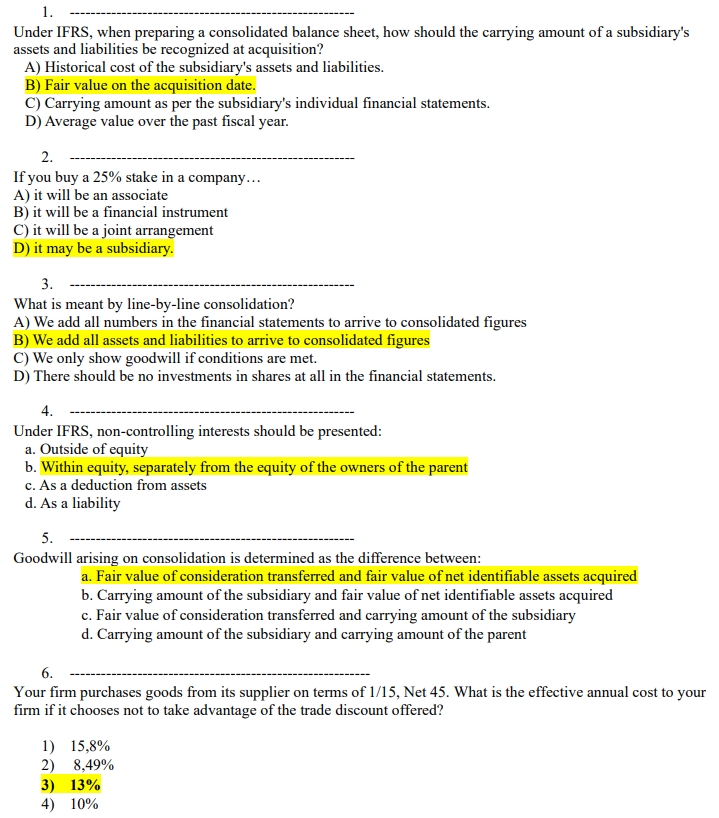 1. -------------------------------------------------------
Under IFRS, when preparing a consolidated balance sheet, how should the carrying amount of a subsidiary's
assets and liabilities be recognized at acquisition?
A) Historical cost of the subsidiary's assets and liabilities.
B) Fair value on the acquisition date.
C) Carrying amount as per the subsidiary's individual financial statements.
D) Average value over the past fiscal year.
2. -------------------------------------------------------
If you buy a 25% stake in a company…
A) it will be an associate
B) it will be a financial instrument
C) it will be a joint arrangement
D) it may be a subsidiary.
3. -------------------------------------------------------
What is meant by line-by-line consolidation?
A) We add all numbers in the financial statements to arrive to consolidated figures
B) We add all assets and liabilities to arrive to consolidated figures
C) We only show goodwill if conditions are met.
D) There should be no investments in shares at all in the financial statements.
4. -------------------------------------------------------
Under IFRS, non-controlling interests should be presented:
a. Outside of equity
b. Within equity, separately from the equity of the owners of the parent
c. As a deduction from assets
d. As a liability
5. -------------------------------------------------------
Goodwill arising on consolidation is determined as the difference between:
a. Fair value of consideration transferred and fair value of net identifiable assets acquired
b. Carrying amount of the subsidiary and fair value of net identifiable assets acquired
c. Fair value of consideration transferred and carrying amount of the subsidiary
d. Carrying amount of the subsidiary and carrying amount of the parent
6. ----------------------------------------------------------
Your firm purchases goods from its supplier on terms of 1/15, Net 45. What is the effective annual cost to your
firm if it chooses not to take advantage of the trade discount offered?
1) 15,8%
2) 8,49%
3) 13%
4) 10%